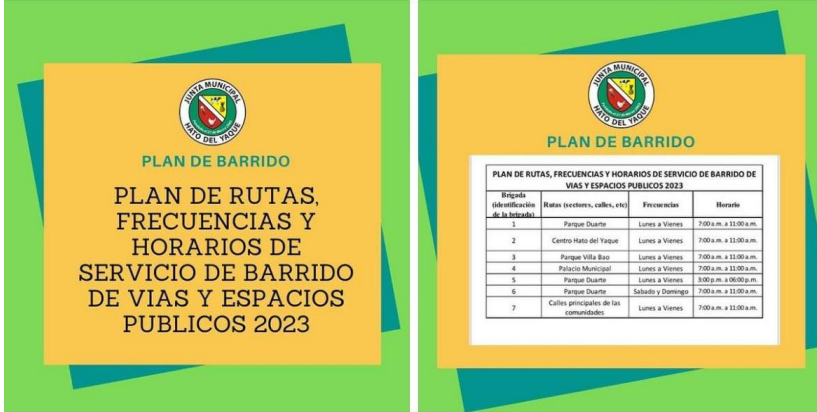 JUNTA MUNICIPAL
HATO DEL YAQUE
PLAN DE BARRIDO
PLAN DE RUTAS,
FRECUENCIAS Y
HORARIOS DE
SERVICIO DE BARRIDO
DE VIAS Y ESPACIOS
PUBLICOS 2023
JUNTA MUNICIPAL
HATO DEL YAQUE
PLAN DE BARRIDO
PLAN DE RUTAS, FRECUENCIAS Y HORARIOS DE SERVICIO DE BARRIDO DE
VIAS Y ESPACIOS PUBLICOS 2023
Brigada
(identificación
de la brigada) Rutas (sectores, calles, etc) Frecuencias Horario
1 Parque Duarte Lunes a Vienes 7:00 a.m. a 11:00 a.m.
2 Centro Hato del Yaque Lunes a Vienes 7:00 a.m. a 11:00 a.m.
3 Parque Villa Bao Lunes a Vienes 7:00 a.m. a 11:00 a.m.
4 Palacio Municipal Lunes a Vienes 7:00 a.m. a 11:00 a.m.
5 Parque Duarte Lunes a Vienes 3:00 p.m. a 06:00 p.m.
6 Parque Duarte Sabado y Domingo 7:00 a.m. a 11:00 a.m.
7 Calles principales de las
comunidades Lunes a Vienes 7:00 a.m. a 11:00 a.m.